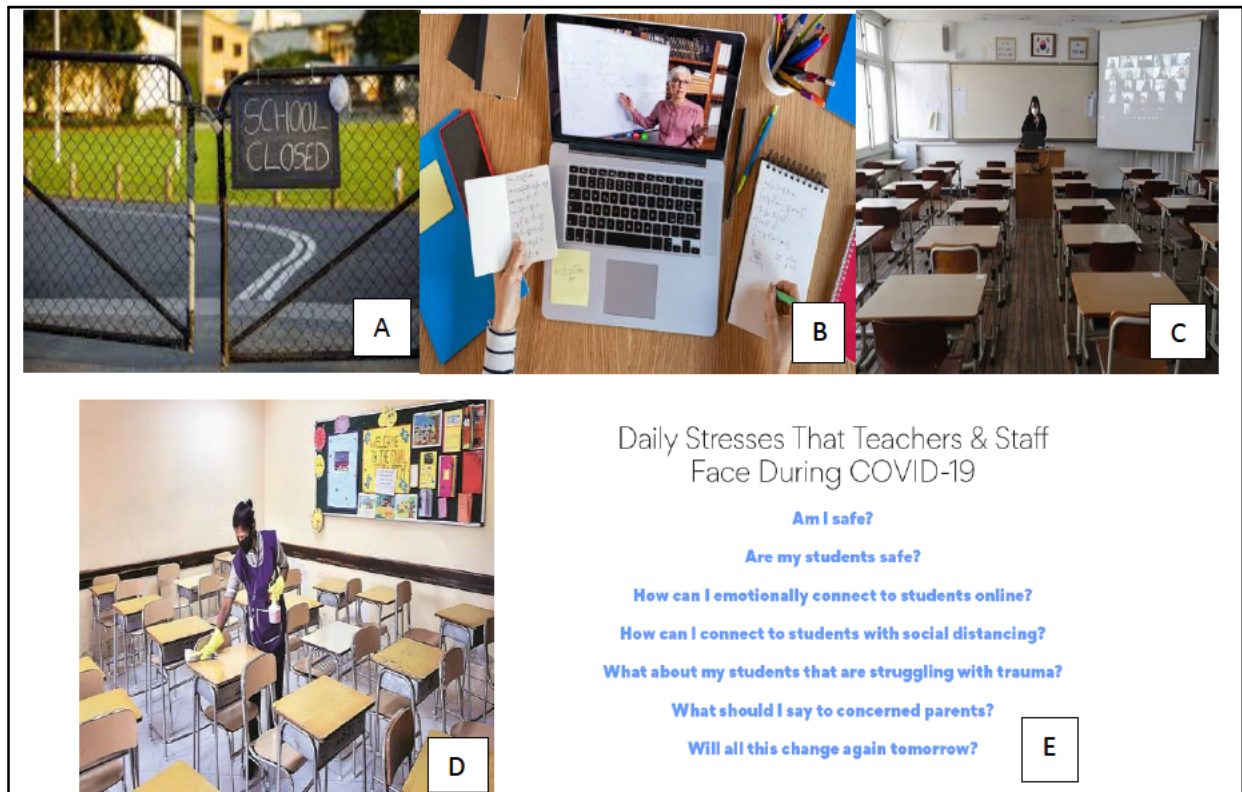 SCHOOL
CLOSED
A
B
C
WELCOME
D
Daily Stresses That Teachers & Staff
Face During COVID-19
Am I safe?
Are my students safe?
How can I emotionally connect to students online?
How can I connect to students with social distancing?
What about my students that are struggling with trauma?
What should I say to concerned parents?
Will all this change again tomorrow?
E